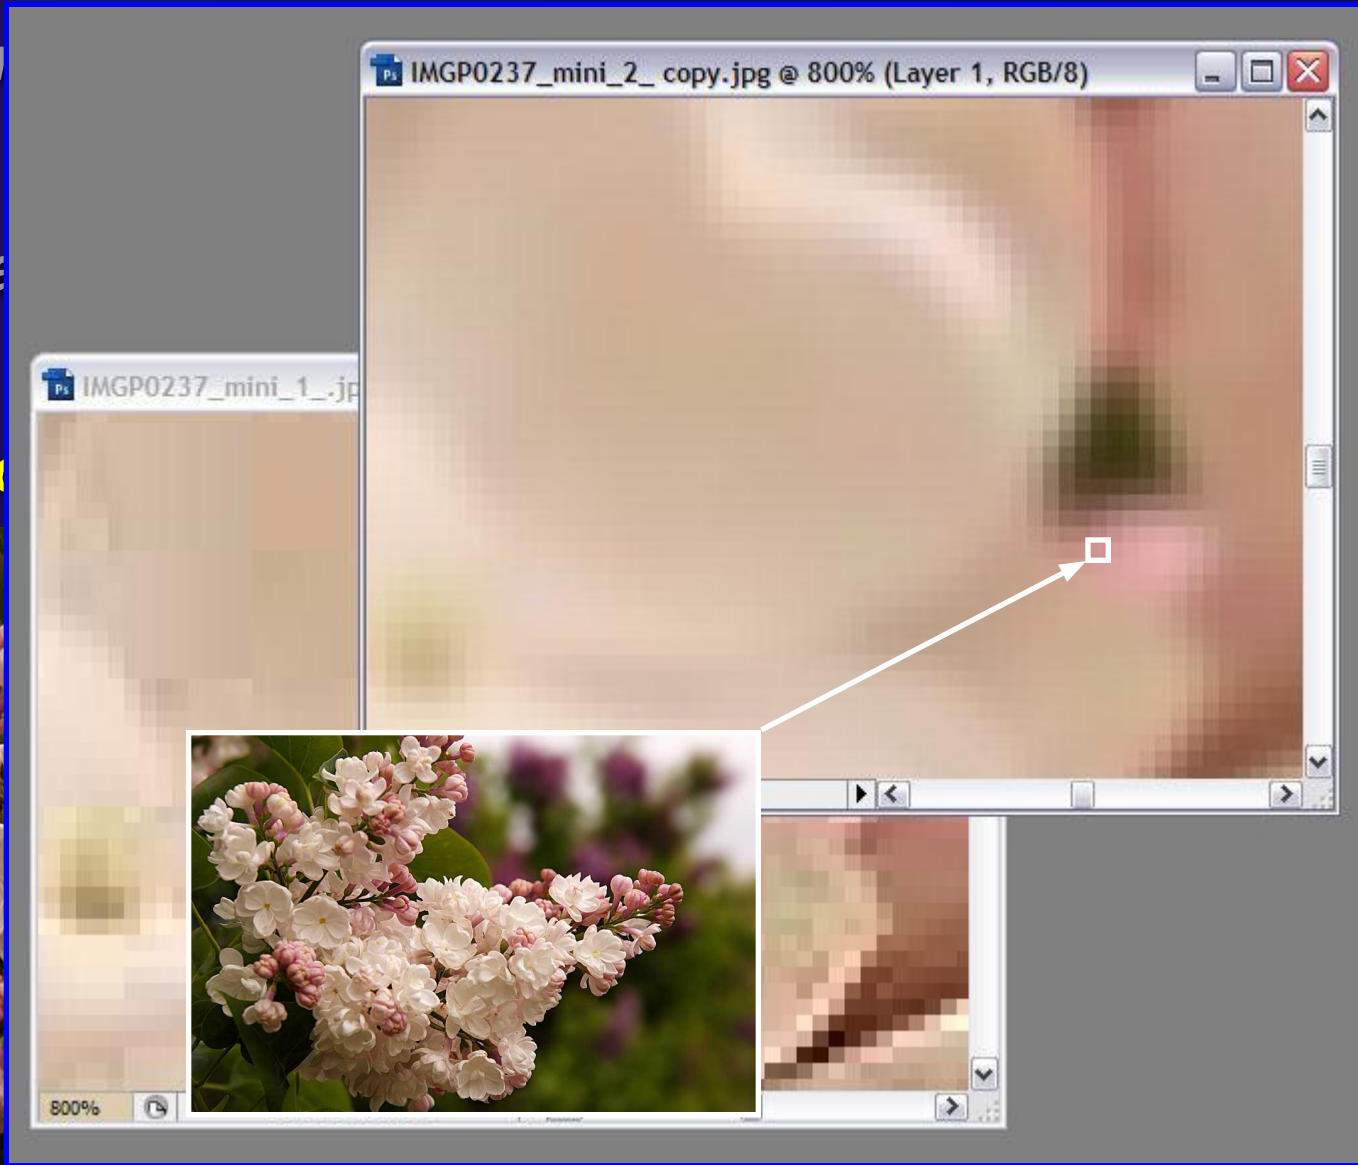 IMGP0237_mini_2_ copy.jpg @ 800% (Layer 1, RGB/8)
Ps
IMGP0237_mini_1_.jp
Ps
800%